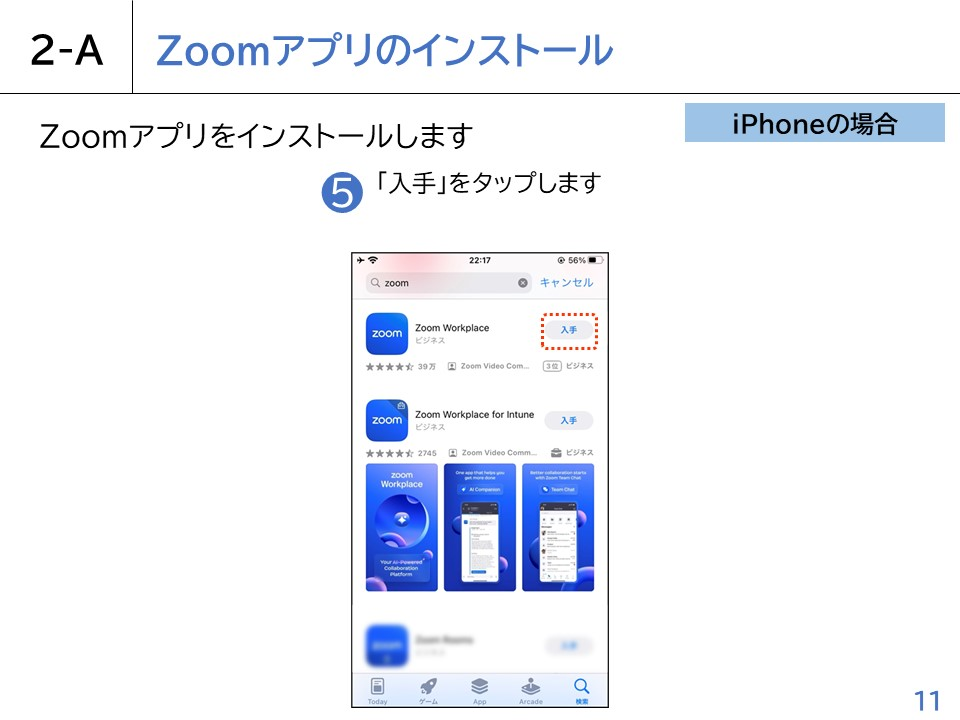 2-A
Zoomアプリのインストール
iPhoneの場合
Zoomアプリをインストールします
5
「入手」をタップします
22:17
56%
zoom
キャンセル
zoom
Zoom Workplace
ビジネス
入手
39万
Zoom Video Com...
3位
ビジネス
zoom
Zoom Workplace for Intune
ビジネス
入手
2745
Zoom Video Comm...
ビジネス
zoom
Workplace
Your AI-Powered
Collaboration
Platform
One app that helps you
get more done
AI Companion
Better collaboration starts
with Zoom Team Chat
Team Chat
Zoom Rooms
Today
ゲーム
App
Arcade
検索
11